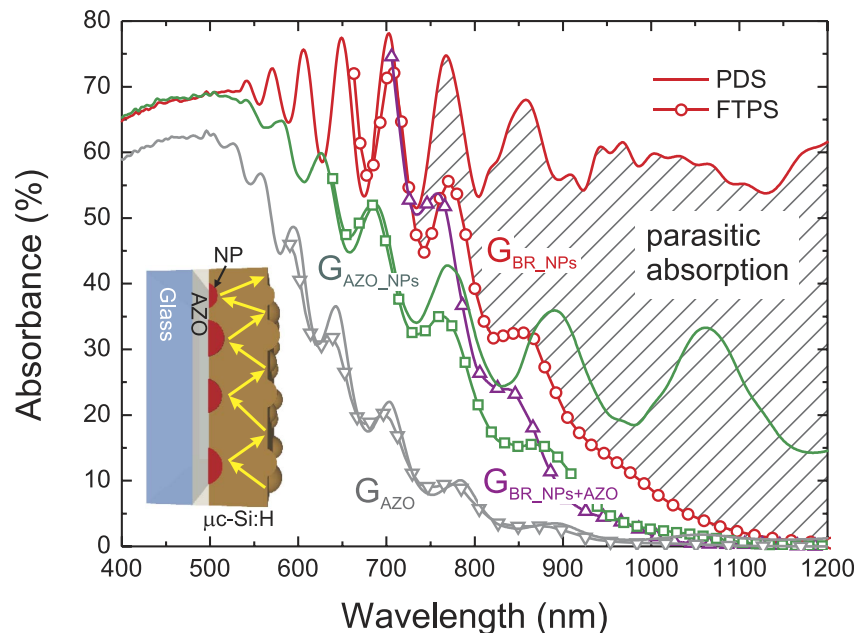 80
70
60
50
40
30
20
10
0
Absorbance (%)
PDS
FTPS
NP
AZO
Glass
μc-Si:H
G_AZO_NPs
G_BR_NPs
G_AZO
G_BR_NPs+AZO
parasitic
absorption
400 500 600 700 800 900 1000 1100 1200
Wavelength (nm)